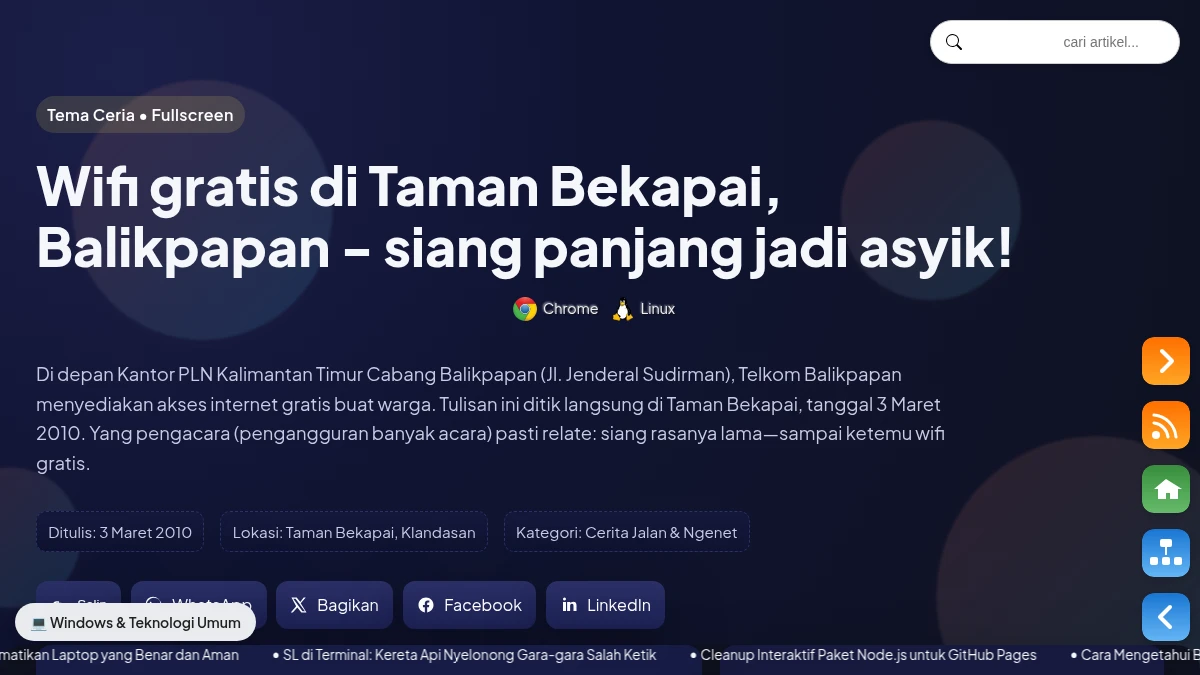 cari artikel...
Tema Ceria • Fullscreen
Wifi gratis di Taman Bekapai,
Balikpapan – siang panjang jadi asyik!
Chrome Linux
Di depan Kantor PLN Kalimantan Timur Cabang Balikpapan (Jl. Jenderal Sudirman), Telkom Balikpapan
menyediakan akses internet gratis buat warga. Tulisan ini ditik langsung di Taman Bekapai, tanggal 3 Maret
2010. Yang pengacara (pengangguran banyak acara) pasti relate: siang rasanya lama—sampai ketemu wifi
gratis.
Ditulis: 3 Maret 2010 Lokasi: Taman Bekapai, Klandasan Kategori: Cerita Jalan & Ngenet
Salin WhatsApp Bagikan Facebook LinkedIn
💻 Windows & Teknologi Umum
matikan Laptop yang Benar dan Aman • SL di Terminal: Kereta Api Nyelonong Gara-gara Salah Ketik • Cleanup Interaktif Paket Node.js untuk GitHub Pages • Cara Mengetahui B